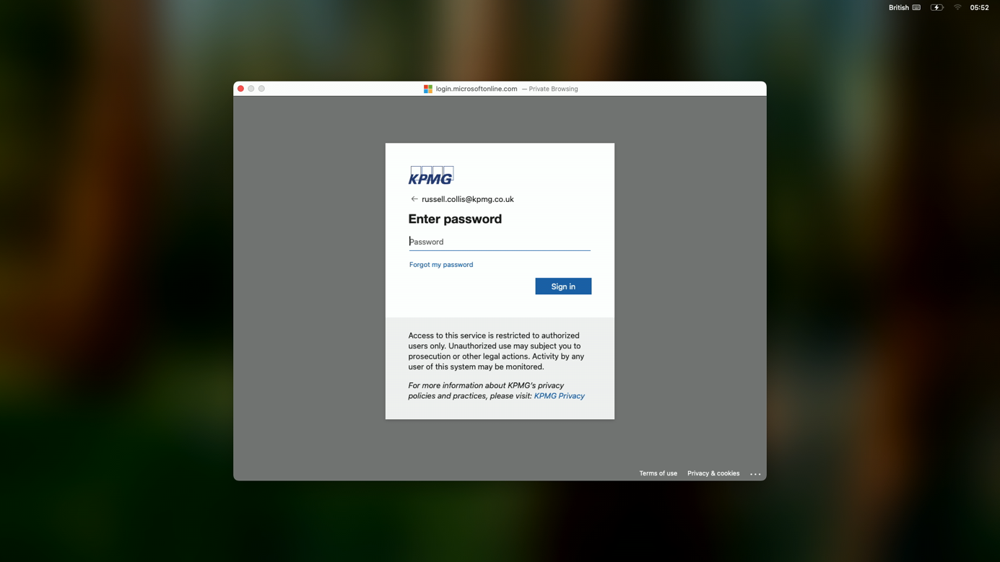 British
05:52
login.microsoftonline.com — Private Browsing
KPMG
russell.collis@kpmg.co.uk
Enter password
Password
Forgot my password
Sign in
Access to this service is restricted to authorized
users only. Unauthorized use may subject you to
prosecution or other legal actions. Activity by any
user of this system may be monitored.
For more information about KPMG's privacy
policies and practices, please visit: KPMG Privacy
Terms of use Privacy & cookies ...